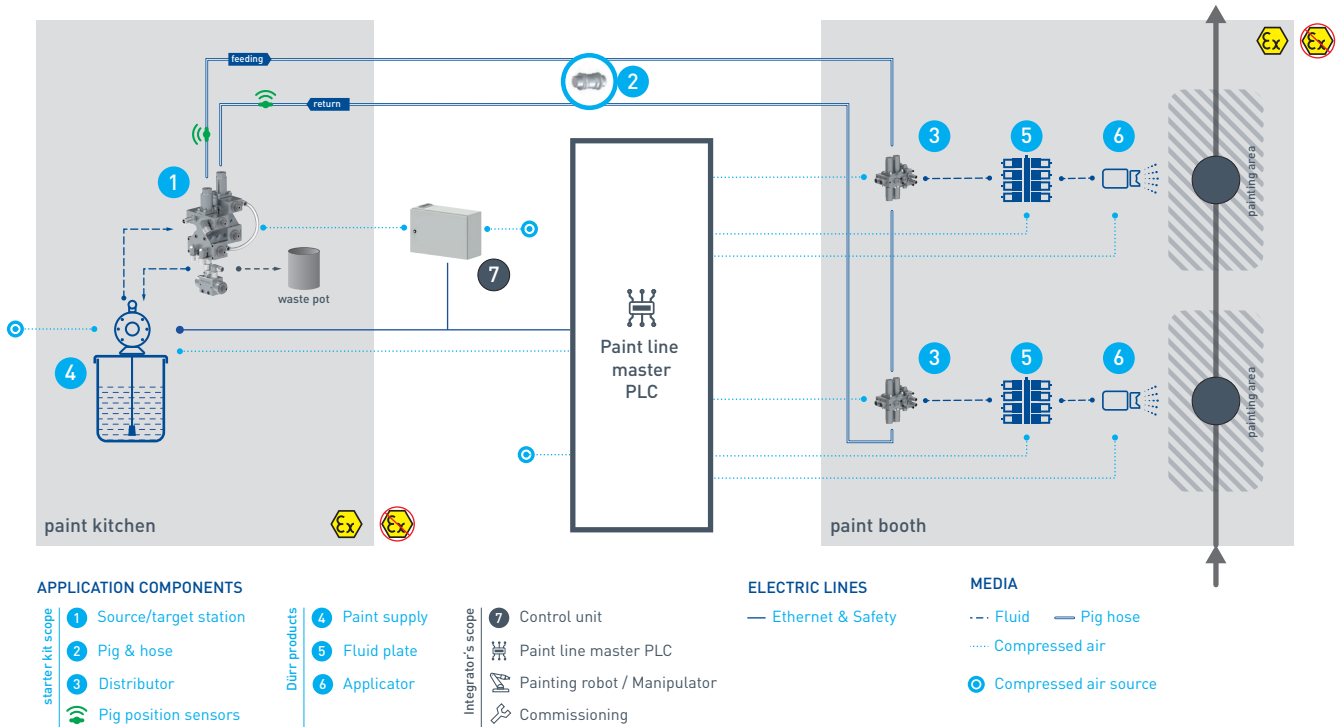 feeding
return
2
1
3
5
6
painting area
7
waste pot
4
Paint line
master
PLC
3
5
6
painting area
paint kitchen
Ex
Ex
paint booth
Ex
Ex
APPLICATION COMPONENTS
starter kit scope
1 Source/target station
2 Pig & hose
3 Distributor
Pig position sensors
Dürr products
4 Paint supply
5 Fluid plate
6 Applicator
Integrator's scope
7 Control unit
Paint line master PLC
Painting robot / Manipulator
Commissioning
ELECTRIC LINES
Ethernet & Safety
MEDIA
Fluid
Pig hose
Compressed air
Compressed air source